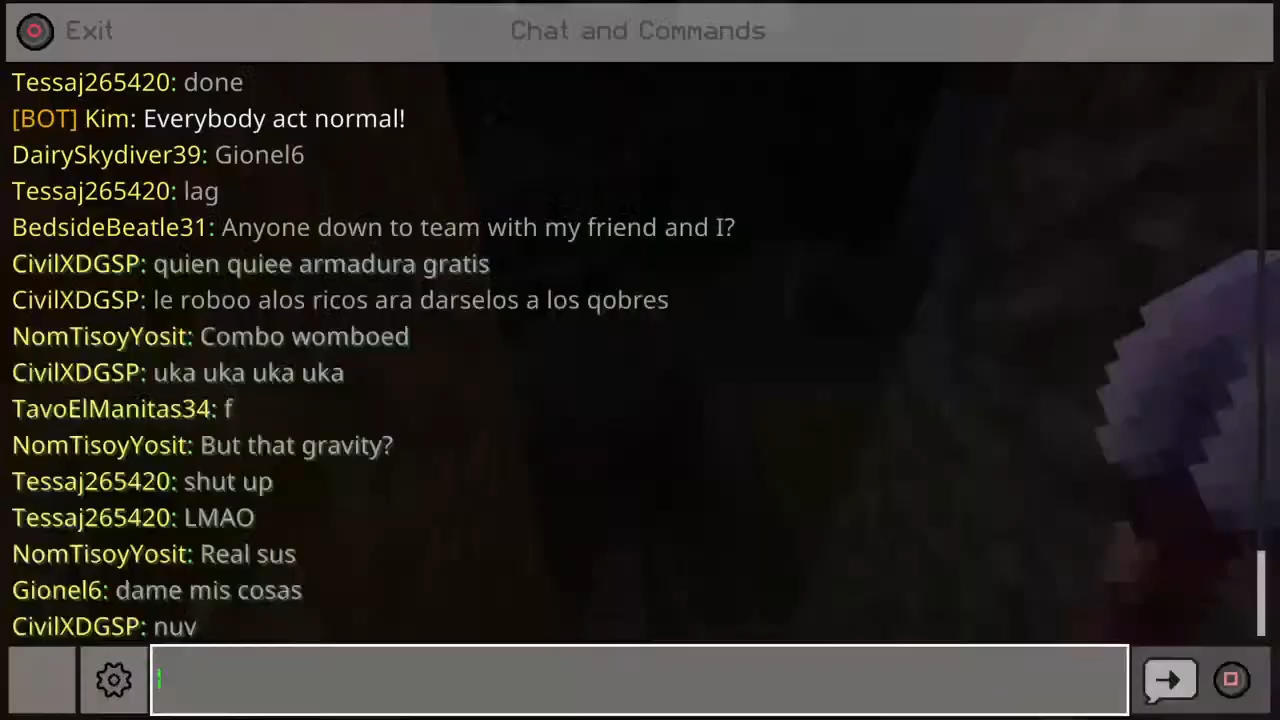 Exit
Chat and Commands
Tessaj265420: done
[BOT] Kim: Everybody act normal!
DairySkydiver39: Gionel6
Tessaj265420: lag
BedsideBeatle31: Anyone down to team with my friend and I?
CivilXDGSP: quien quiee armadura gratis
CivilXDGSP: le roboo alos ricos ara darselos a los qobres
NomTisoyYosit: Combo womboed
CivilXDGSP: uka uka uka uka
TavoElManitas34: f
NomTisoyYosit: But that gravity?
Tessaj265420: shut up
Tessaj265420: LMAO
NomTisoyYosit: Real sus
Gionel6: dame mis cosas
CivilXDGSP: nuv